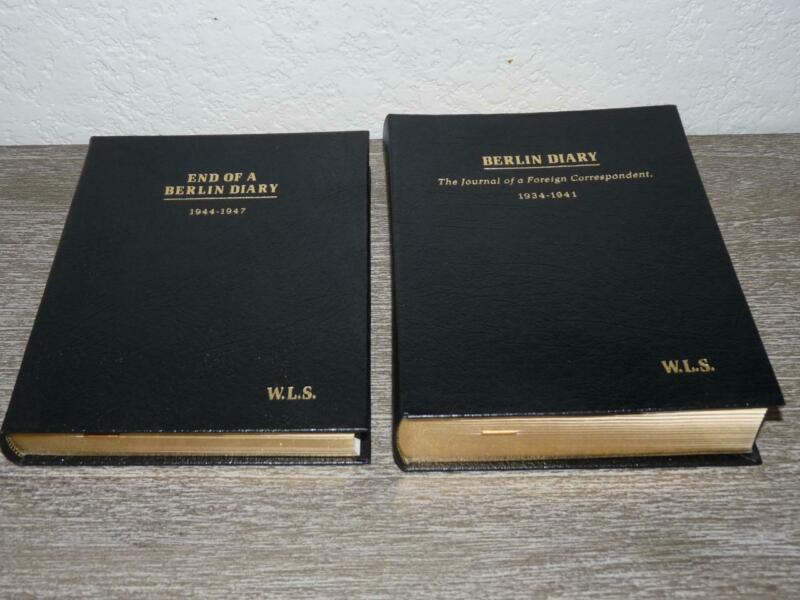 END OF A
BERLIN DIARY
1944-1947
W.L.S.
BERLIN DIARY
The Journal of a Foreign Correspondent,
1934-1941
W.L.S.